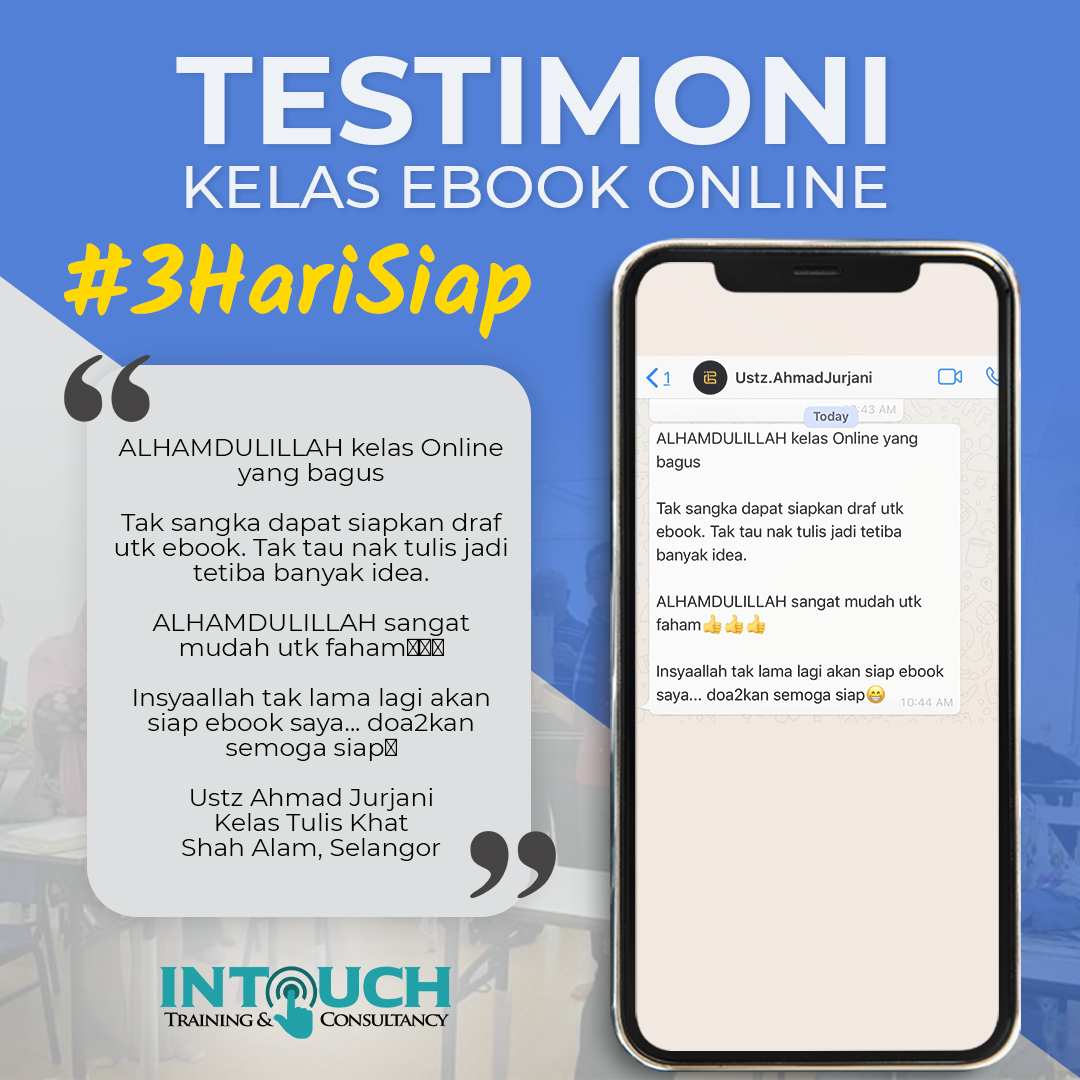 TESTIMONI
KELAS EBOOK ONLINE
#3HariSiap
ALHAMDULILLAH kelas Online
yang bagus
Tak sangka dapat siapkan draf
utk ebook. Tak tau nak tulis jadi
tetiba banyak idea.
ALHAMDULILLAH sangat
mudah utk faham
Insyaallah tak lama lagi akan
siap ebook saya... doa2kan
semoga siap
Ustz Ahmad Jurjani
Kelas Tulis Khat
Shah Alam, Selangor
INTOUCH
TRAINING & CONSULTANCY
1 Ustz.AhmadJurjani
:43 AM
Today
ALHAMDULILLAH kelas Online yang
bagus
Tak sangka dapat siapkan draf utk
ebook. Tak tau nak tulis jadi tetiba
banyak idea.
ALHAMDULILLAH sangat mudah utk
faham👍👍👍
Insyaallah tak lama lagi akan siap ebook
saya... doa2kan semoga siap😁
10:44 AM